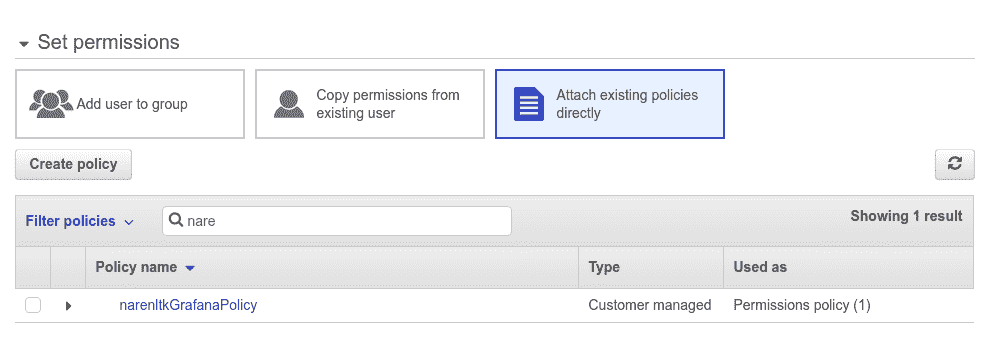 Set permissions
Add user to group
Copy permissions from
existing user
Attach existing policies
directly
Create policy
Filter policies
nare
Showing 1 result
Policy name
Type
Used as
narenltkGrafanaPolicy
Customer managed
Permissions policy (1)